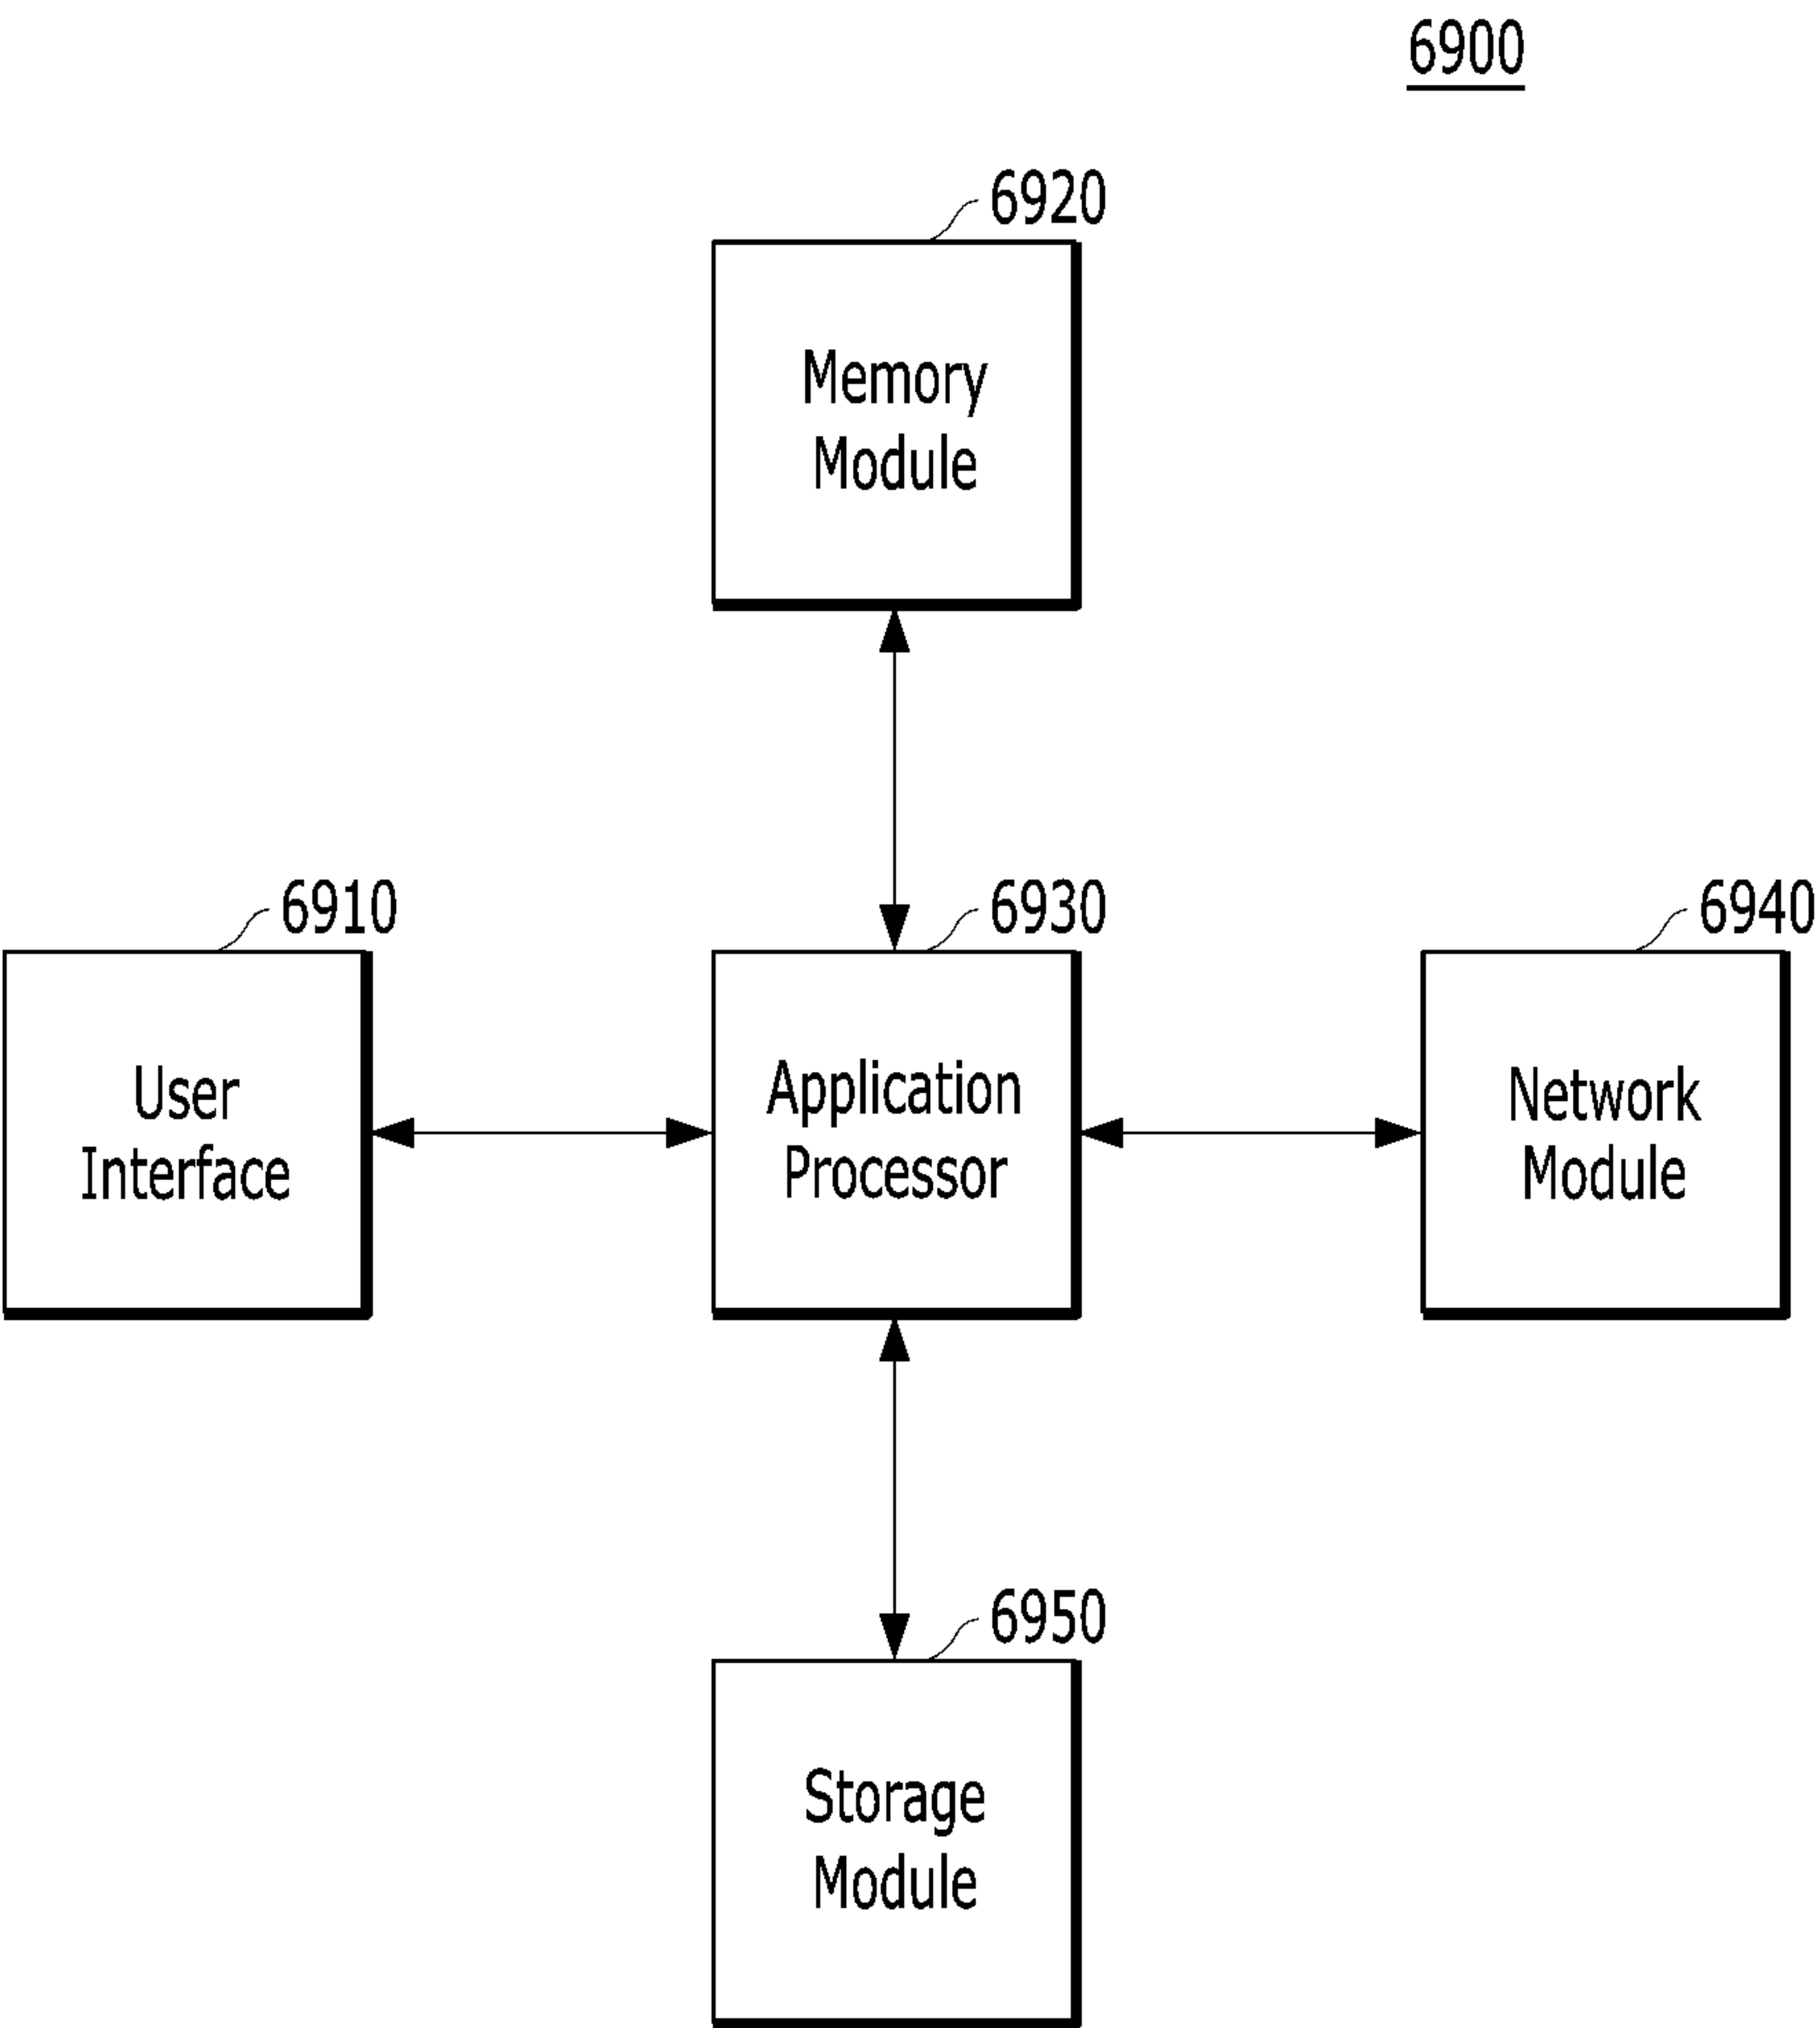 6900
6920
Memory
Module
6910
6930
6940
User
Interface
Application
Processor
Network
Module
6950
Storage
Module